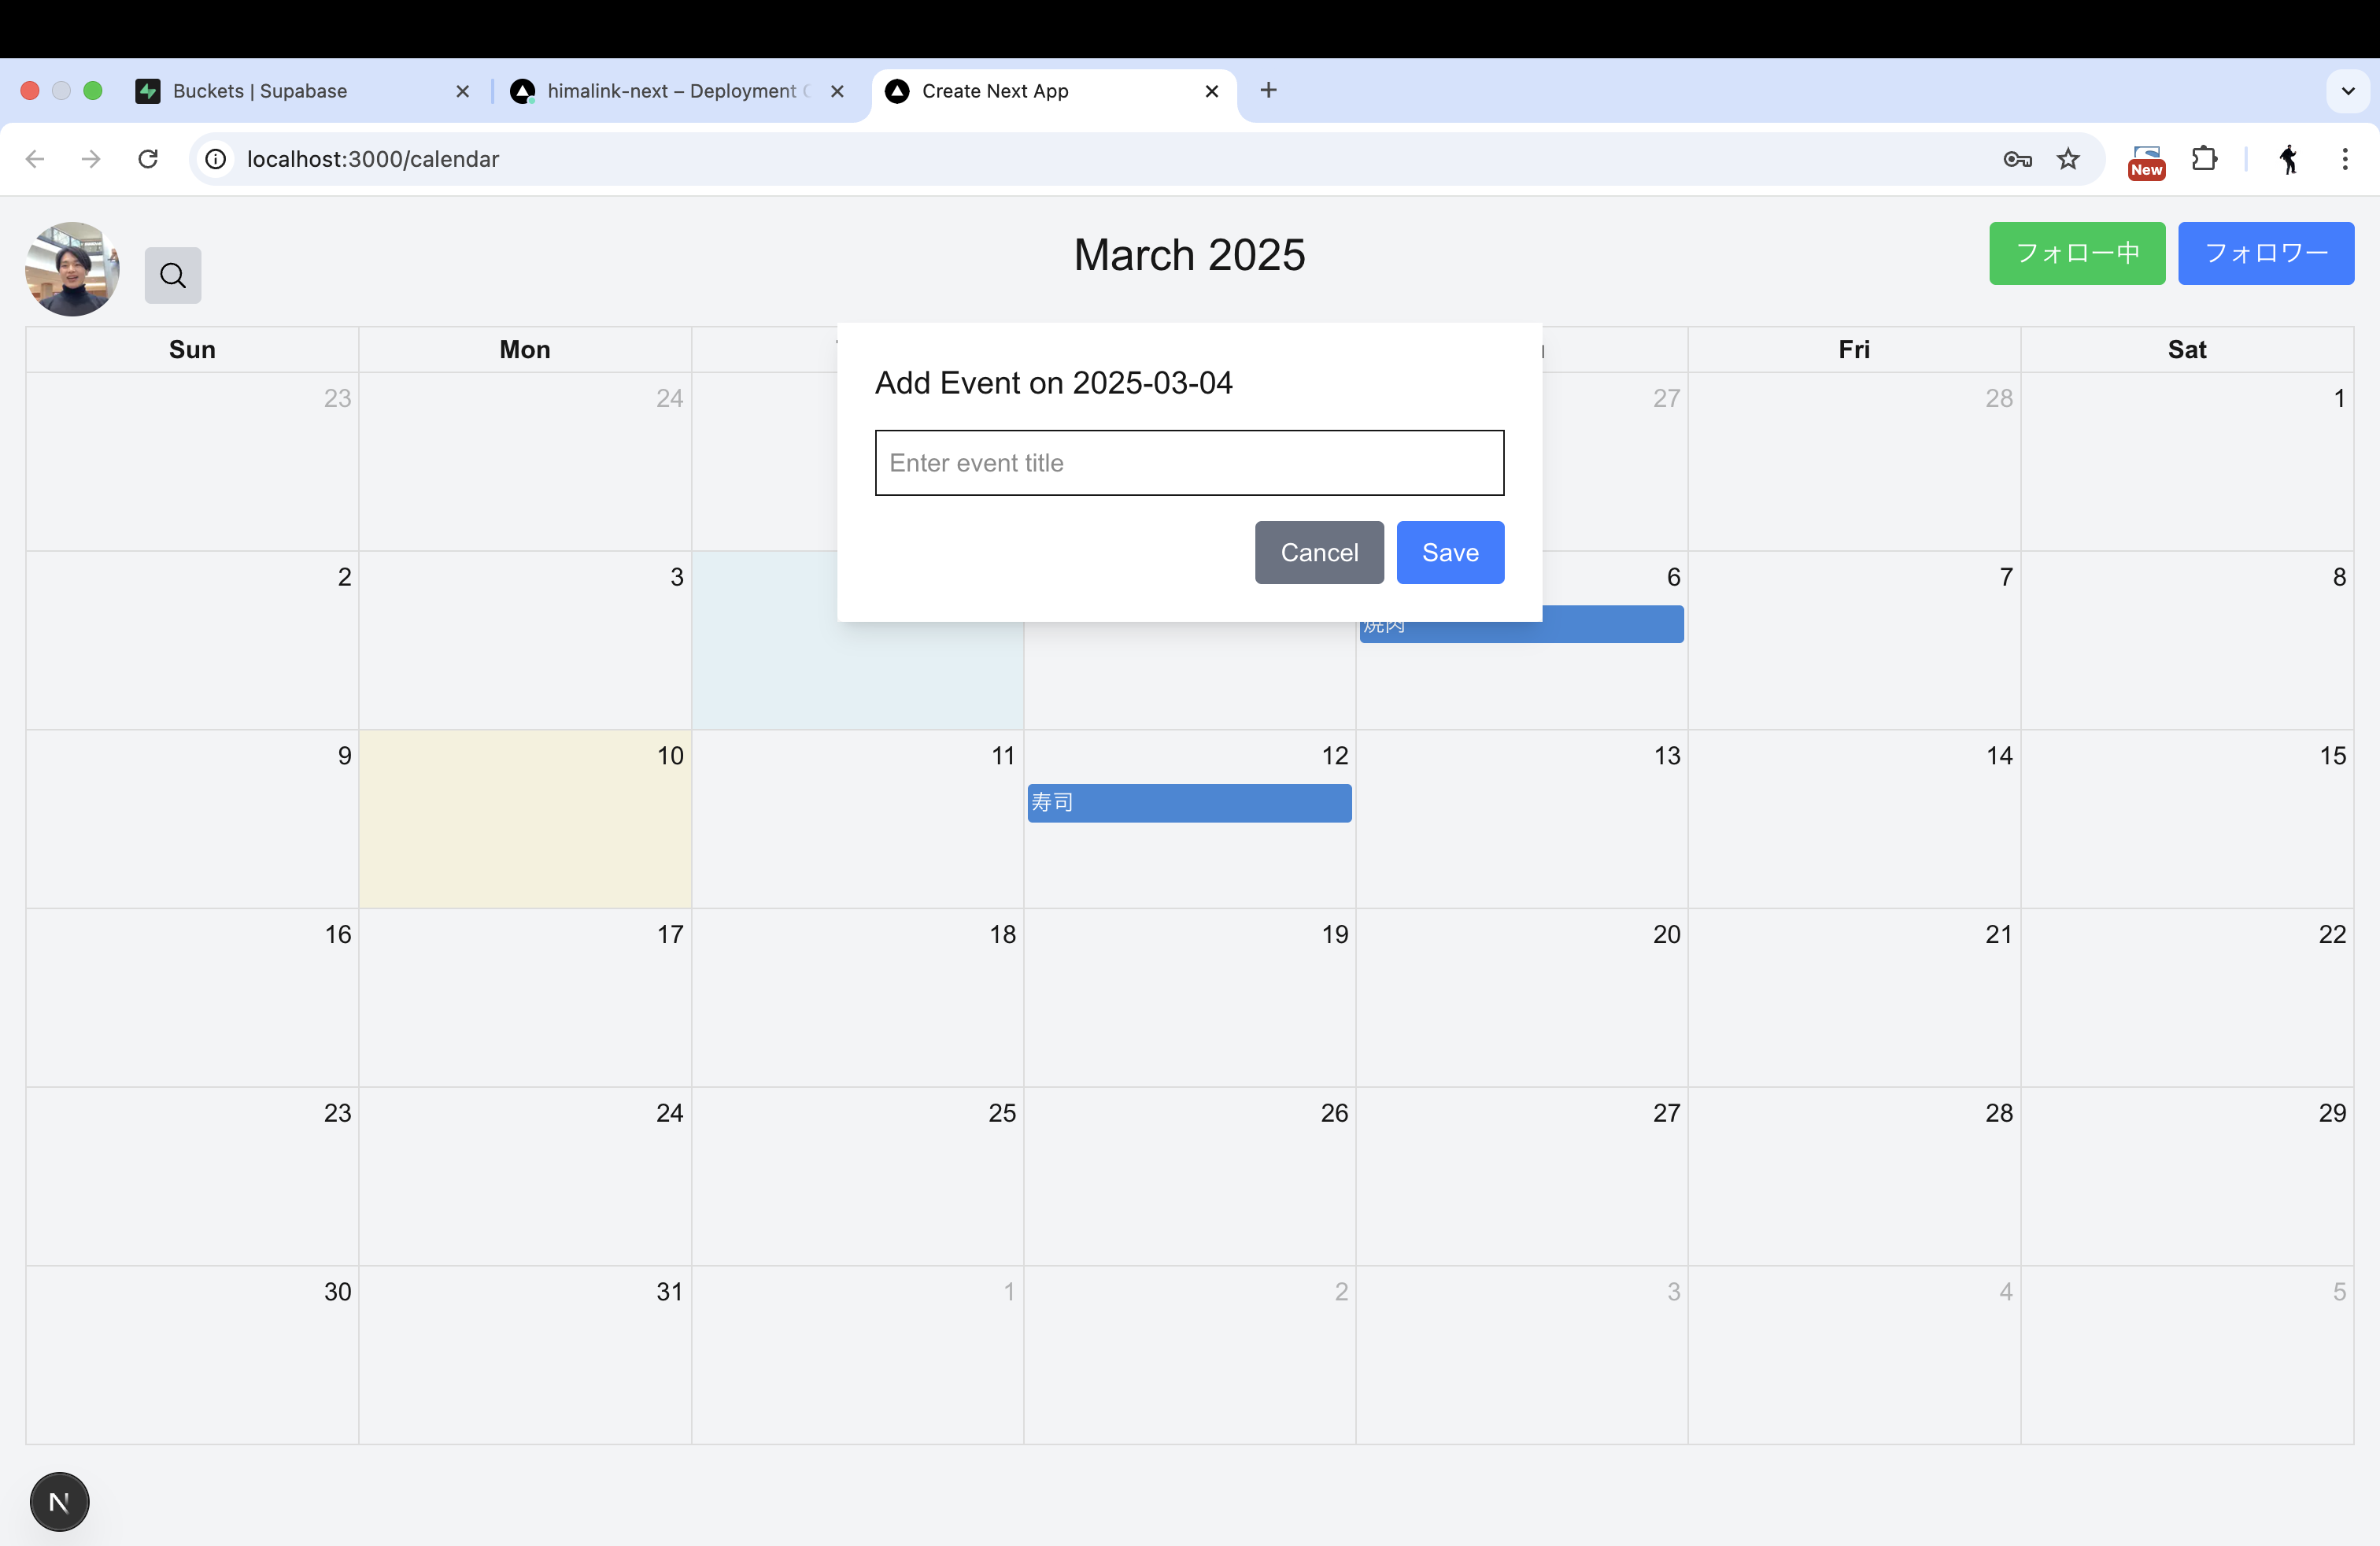 Buckets | Supabase
himalink-next – Deployment
Create Next App
localhost:3000/calendar
New
March 2025
フォロー中
フォロワー
Sun Mon Fri Sat
23 24 27 28 1
Add Event on 2025-03-04
Enter event title
Cancel Save
2 3 6 7 8
焼肉
9 10 11 12 13 14 15
寿司
16 17 18 19 20 21 22
23 24 25 26 27 28 29
30 31 1 2 3 4 5
N